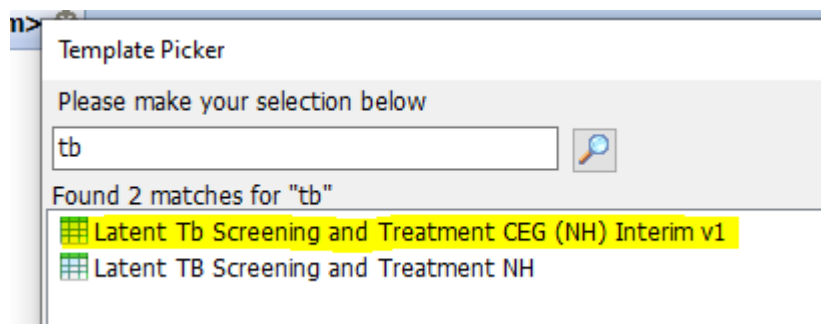 Template Picker
Please make your selection below
tb
Found 2 matches for "tb"
Latent Tb Screening and Treatment CEG (NH) Interim v1
Latent TB Screening and Treatment NH